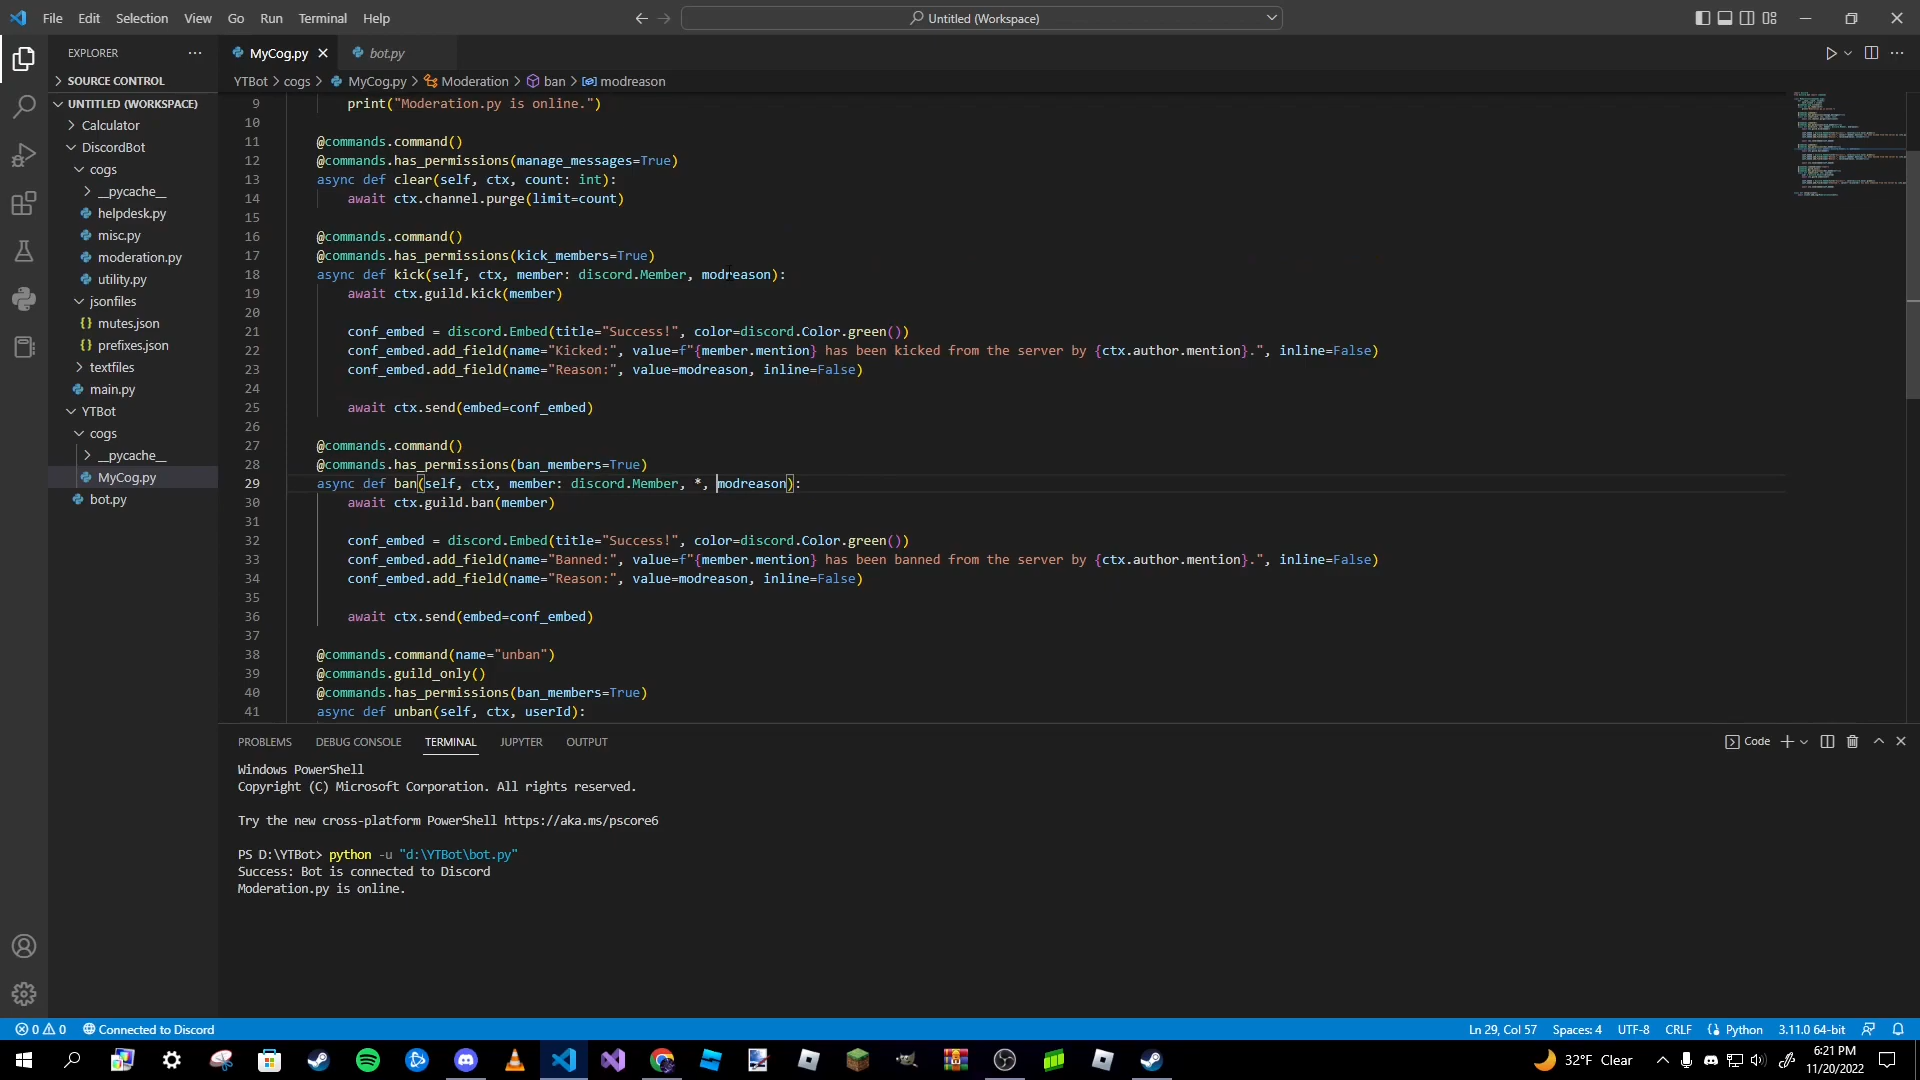 File Edit Selection View Go Run Terminal Help
Untitled (Workspace)
EXPLORER
MyCog.py
bot.py
SOURCE CONTROL
YTBot > cogs > MyCog.py > Moderation > ban > modreason
UNTITLED (WORKSPACE)
Calculator
DiscordBot
cogs
__pycache__
helpdesk.py
misc.py
moderation.py
utility.py
jsonfiles
mutes.json
prefixes.json
textfiles
main.py
YTBot
cogs
__pycache__
MyCog.py
bot.py
9 print("Moderation.py is online.")
10
11 @commands.command()
12 @commands.has_permissions(manage_messages=True)
13 async def clear(self, ctx, count: int):
14 await ctx.channel.purge(limit=count)
15
16 @commands.command()
17 @commands.has_permissions(kick_members=True)
18 async def kick(self, ctx, member: discord.Member, modreason):
19 await ctx.guild.kick(member)
20
21 conf_embed = discord.Embed(title="Success!", color=discord.Color.green())
22 conf_embed.add_field(name="Kicked:", value=f"{member.mention} has been kicked from the server by {ctx.author.mention}.", inline=False)
23 conf_embed.add_field(name="Reason:", value=modreason, inline=False)
24
25 await ctx.send(embed=conf_embed)
26
27 @commands.command()
28 @commands.has_permissions(ban_members=True)
29 async def ban(self, ctx, member: discord.Member, *, modreason):
30 await ctx.guild.ban(member)
31
32 conf_embed = discord.Embed(title="Success!", color=discord.Color.green())
33 conf_embed.add_field(name="Banned:", value=f"{member.mention} has been banned from the server by {ctx.author.mention}.", inline=False)
34 conf_embed.add_field(name="Reason:", value=modreason, inline=False)
35
36 await ctx.send(embed=conf_embed)
37
38 @commands.command(name="unban")
39 @commands.guild_only()
40 @commands.has_permissions(ban_members=True)
41 async def unban(self, ctx, userId):
PROBLEMS DEBUG CONSOLE TERMINAL JUPYTER OUTPUT
Code
Windows PowerShell
Copyright (C) Microsoft Corporation. All rights reserved.
Try the new cross-platform PowerShell https://aka.ms/pscore6
PS D:\YTBot> python -u "d:\YTBot\bot.py"
Success: Bot is connected to Discord
Moderation.py is online.
0 0 Connected to Discord
Ln 29, Col 57 Spaces: 4 UTF-8 CRLF Python 3.11.0 64-bit
32°F Clear
6:21 PM
11/20/2022